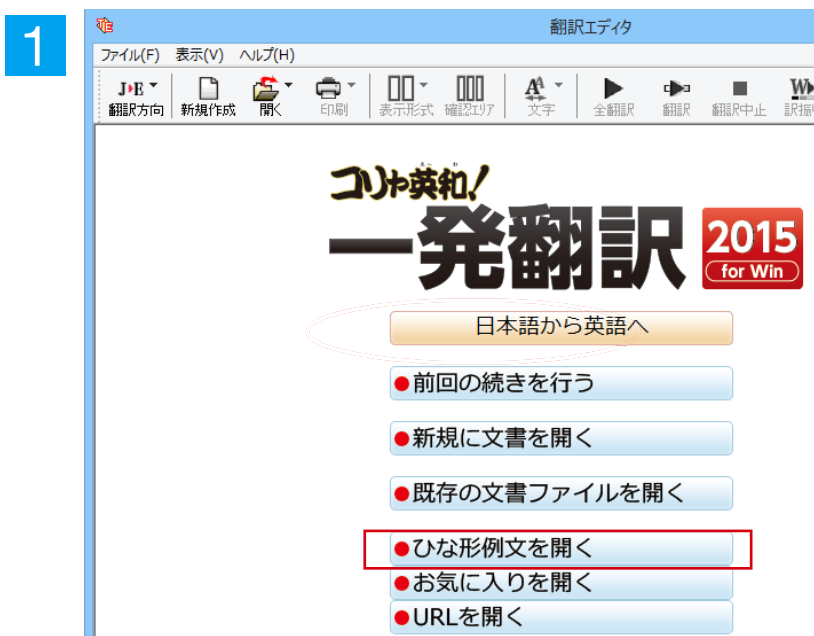 1
翻訳エディタ
ファイル(F) 表示(V) ヘルプ(H)
J▸E
翻訳方向 新規作成 開く 印刷 表示形式 確認エリア 文字 全翻訳 翻訳 翻訳中止 訳振
コリャ英和!
一発翻訳 2015
for Win
日本語から英語へ
●前回の続きを行う
●新規に文書を開く
●既存の文書ファイルを開く
●ひな形例文を開く
●お気に入りを開く
●URLを開く